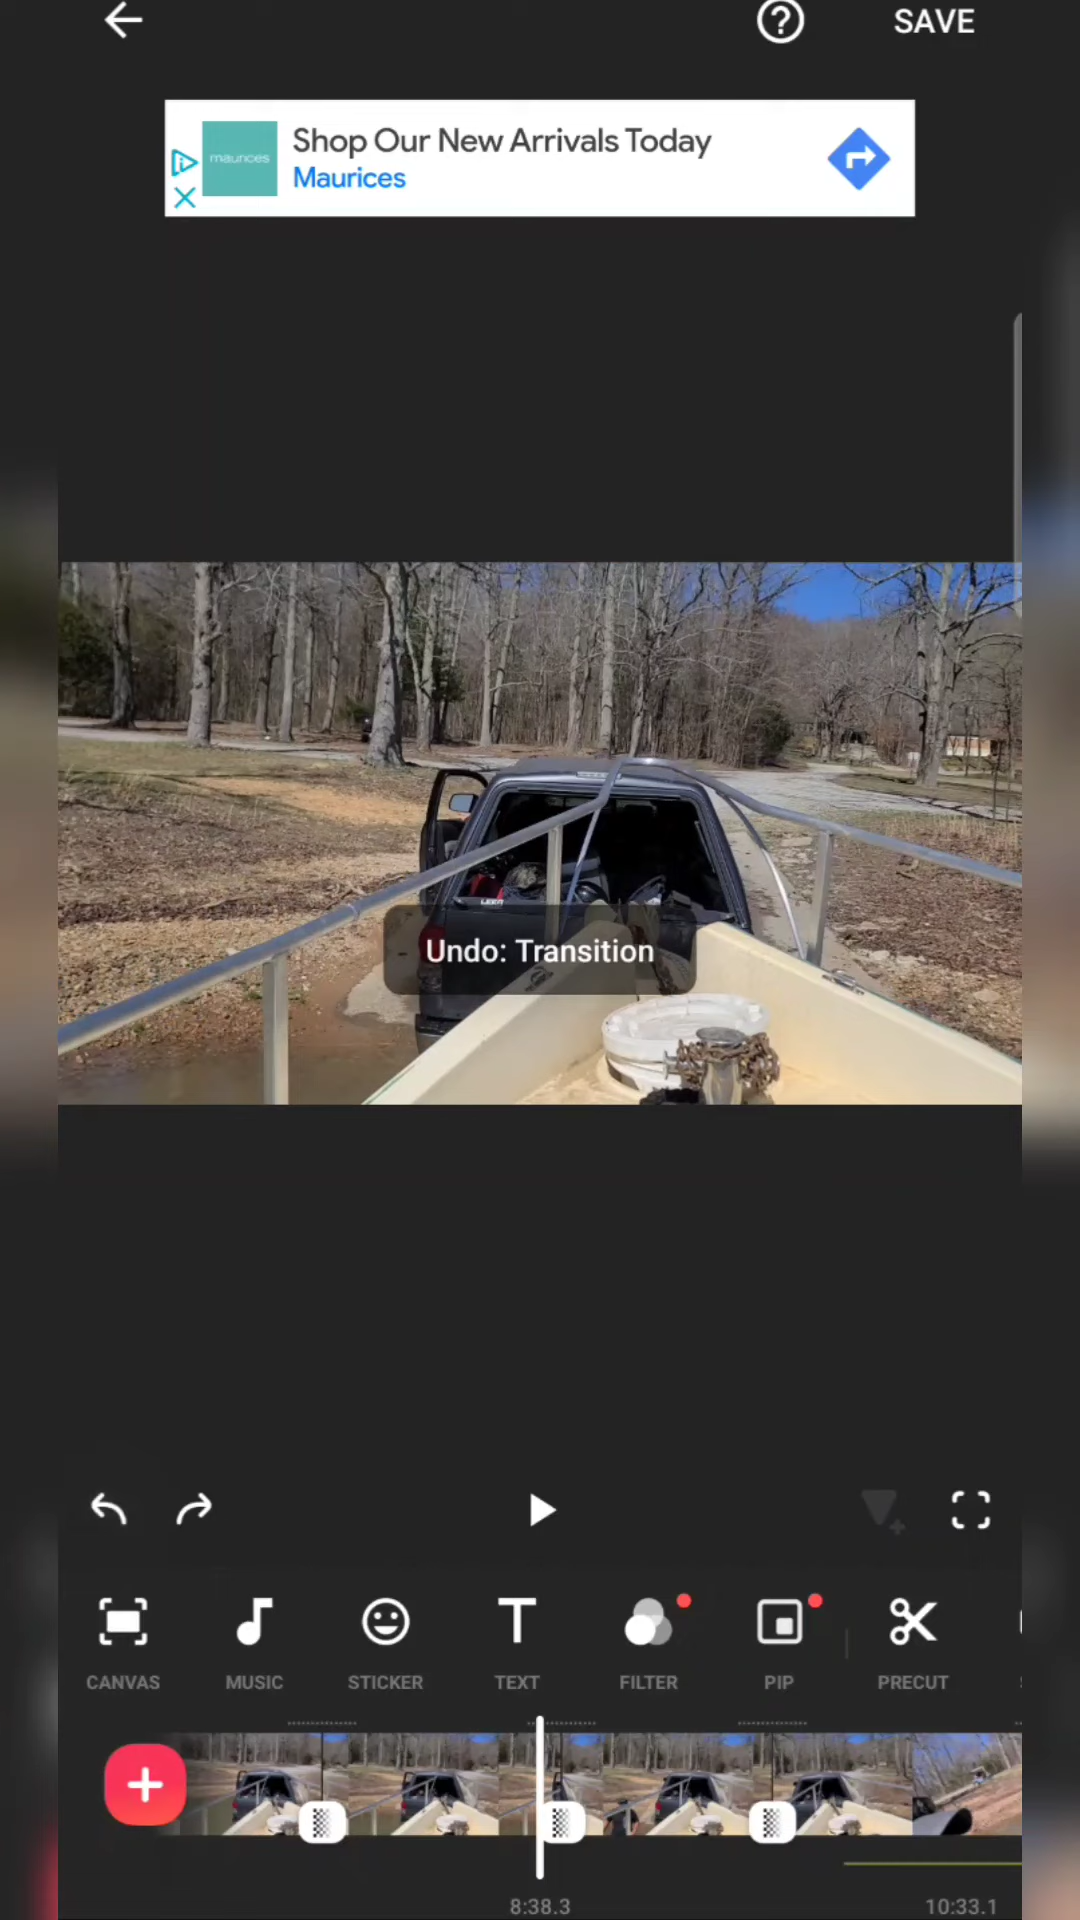 SAVE
maurices
Shop Our New Arrivals Today
Maurices
LEER
Undo: Transition
CANVAS
MUSIC
STICKER
TEXT
FILTER
PIP
PRECUT
8:38.3
10:33.1